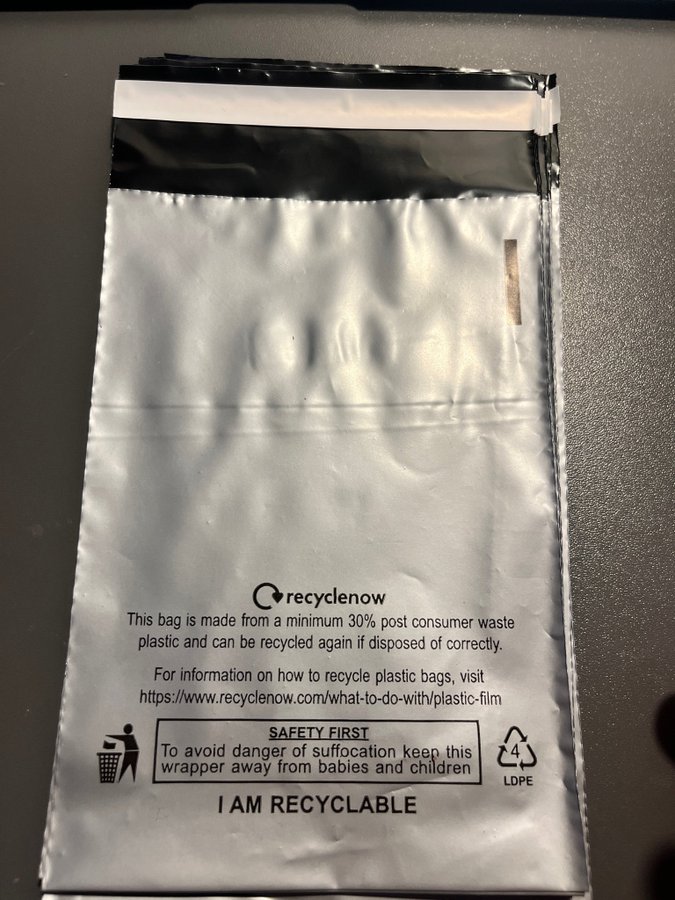 recyclenow
This bag is made from a minimum 30% post consumer waste
plastic and can be recycled again if disposed of correctly.
For information on how to recycle plastic bags, visit
https://www.recyclenow.com/what-to-do-with/plastic-film
SAFETY FIRST
To avoid danger of suffocation keep this
wrapper away from babies and children
4
LDPE
I AM RECYCLABLE